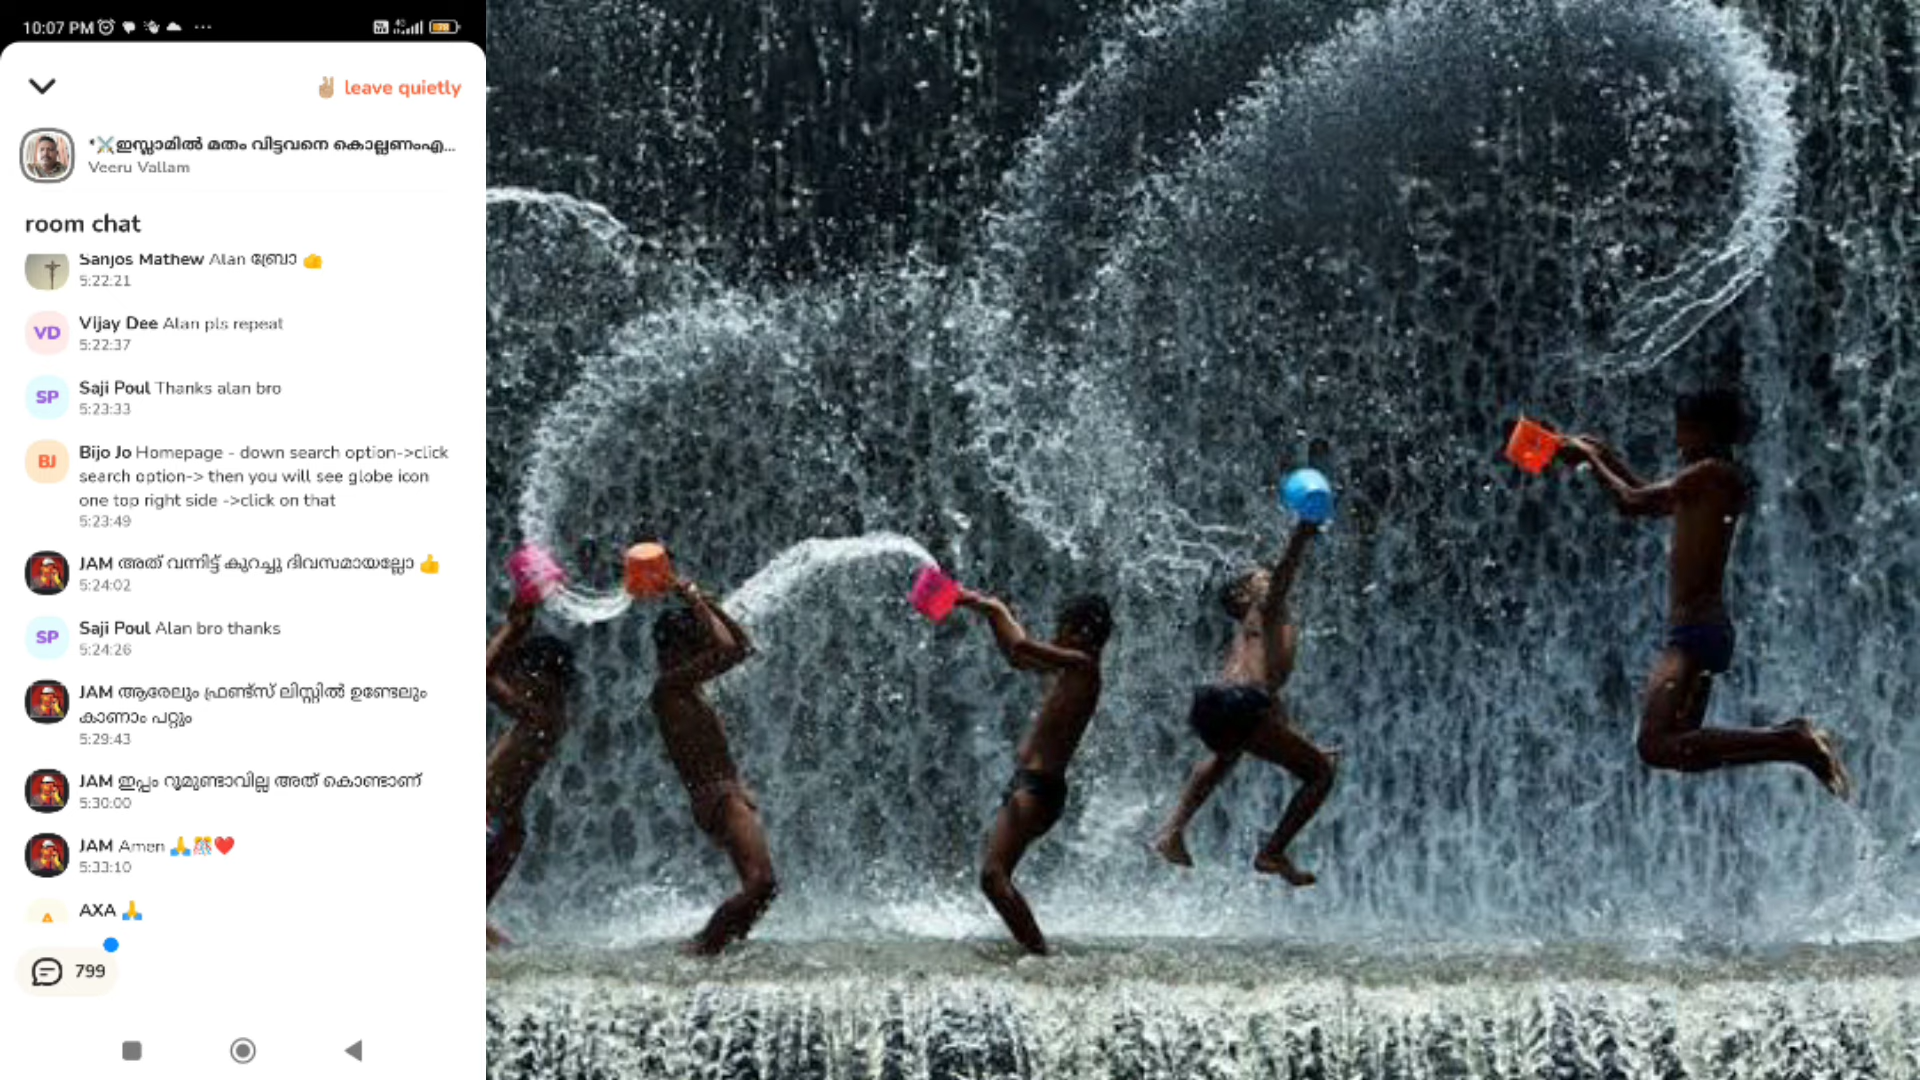 10:07 PM
leave quietly
ഇസ്ലാമിൽ മതം വിട്ടവനെ കൊല്ലണംഎ...
Veeru Vallam
room chat
Sanjos Mathew Alan ബ്രോ
5:22:21
VD
Vijay Dee Alan pls repeat
5:22:37
SP
Saji Poul Thanks alan bro
5:23:33
BJ
Bijo Jo Homepage - down search option->click
search option-> then you will see globe icon
one top right side ->click on that
5:23:49
JAM അത് വന്നിട്ട് കുറച്ചു ദിവസമായല്ലോ 👍
5:24:02
SP
Saji Poul Alan bro thanks
5:24:26
JAM ആരേലും ഫ്രണ്ട്സ് ലിസ്റ്റിൽ ഉണ്ടേലും
കാണാം പറ്റും
5:29:43
JAM ഇപ്പം റൂമുണ്ടാവില്ല അത് കൊണ്ടാണ്
5:30:00
JAM Amen 🙏🎊❤️
5:33:10
A
AXA 🙏
799